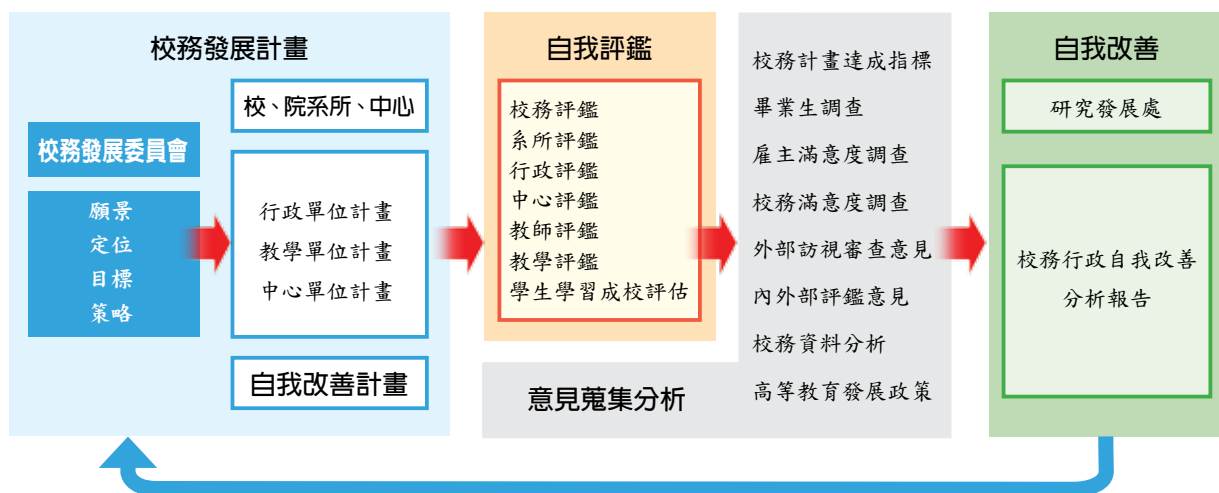 校務發展計畫
校務發展委員會
願景
定位
目標
策略
校、院系所、中心
行政單位計畫
教學單位計畫
中心單位計畫
自我改善計畫
自我評鑑
校務評鑑
系所評鑑
行政評鑑
中心評鑑
教師評鑑
教學評鑑
學生學習成校評估
意見蒐集分析
校務計畫達成指標
畢業生調查
雇主滿意度調查
校務滿意度調查
外部訪視審查意見
內外部評鑑意見
校務資料分析
高等教育發展政策
自我改善
研究發展處
校務行政自我改善
分析報告